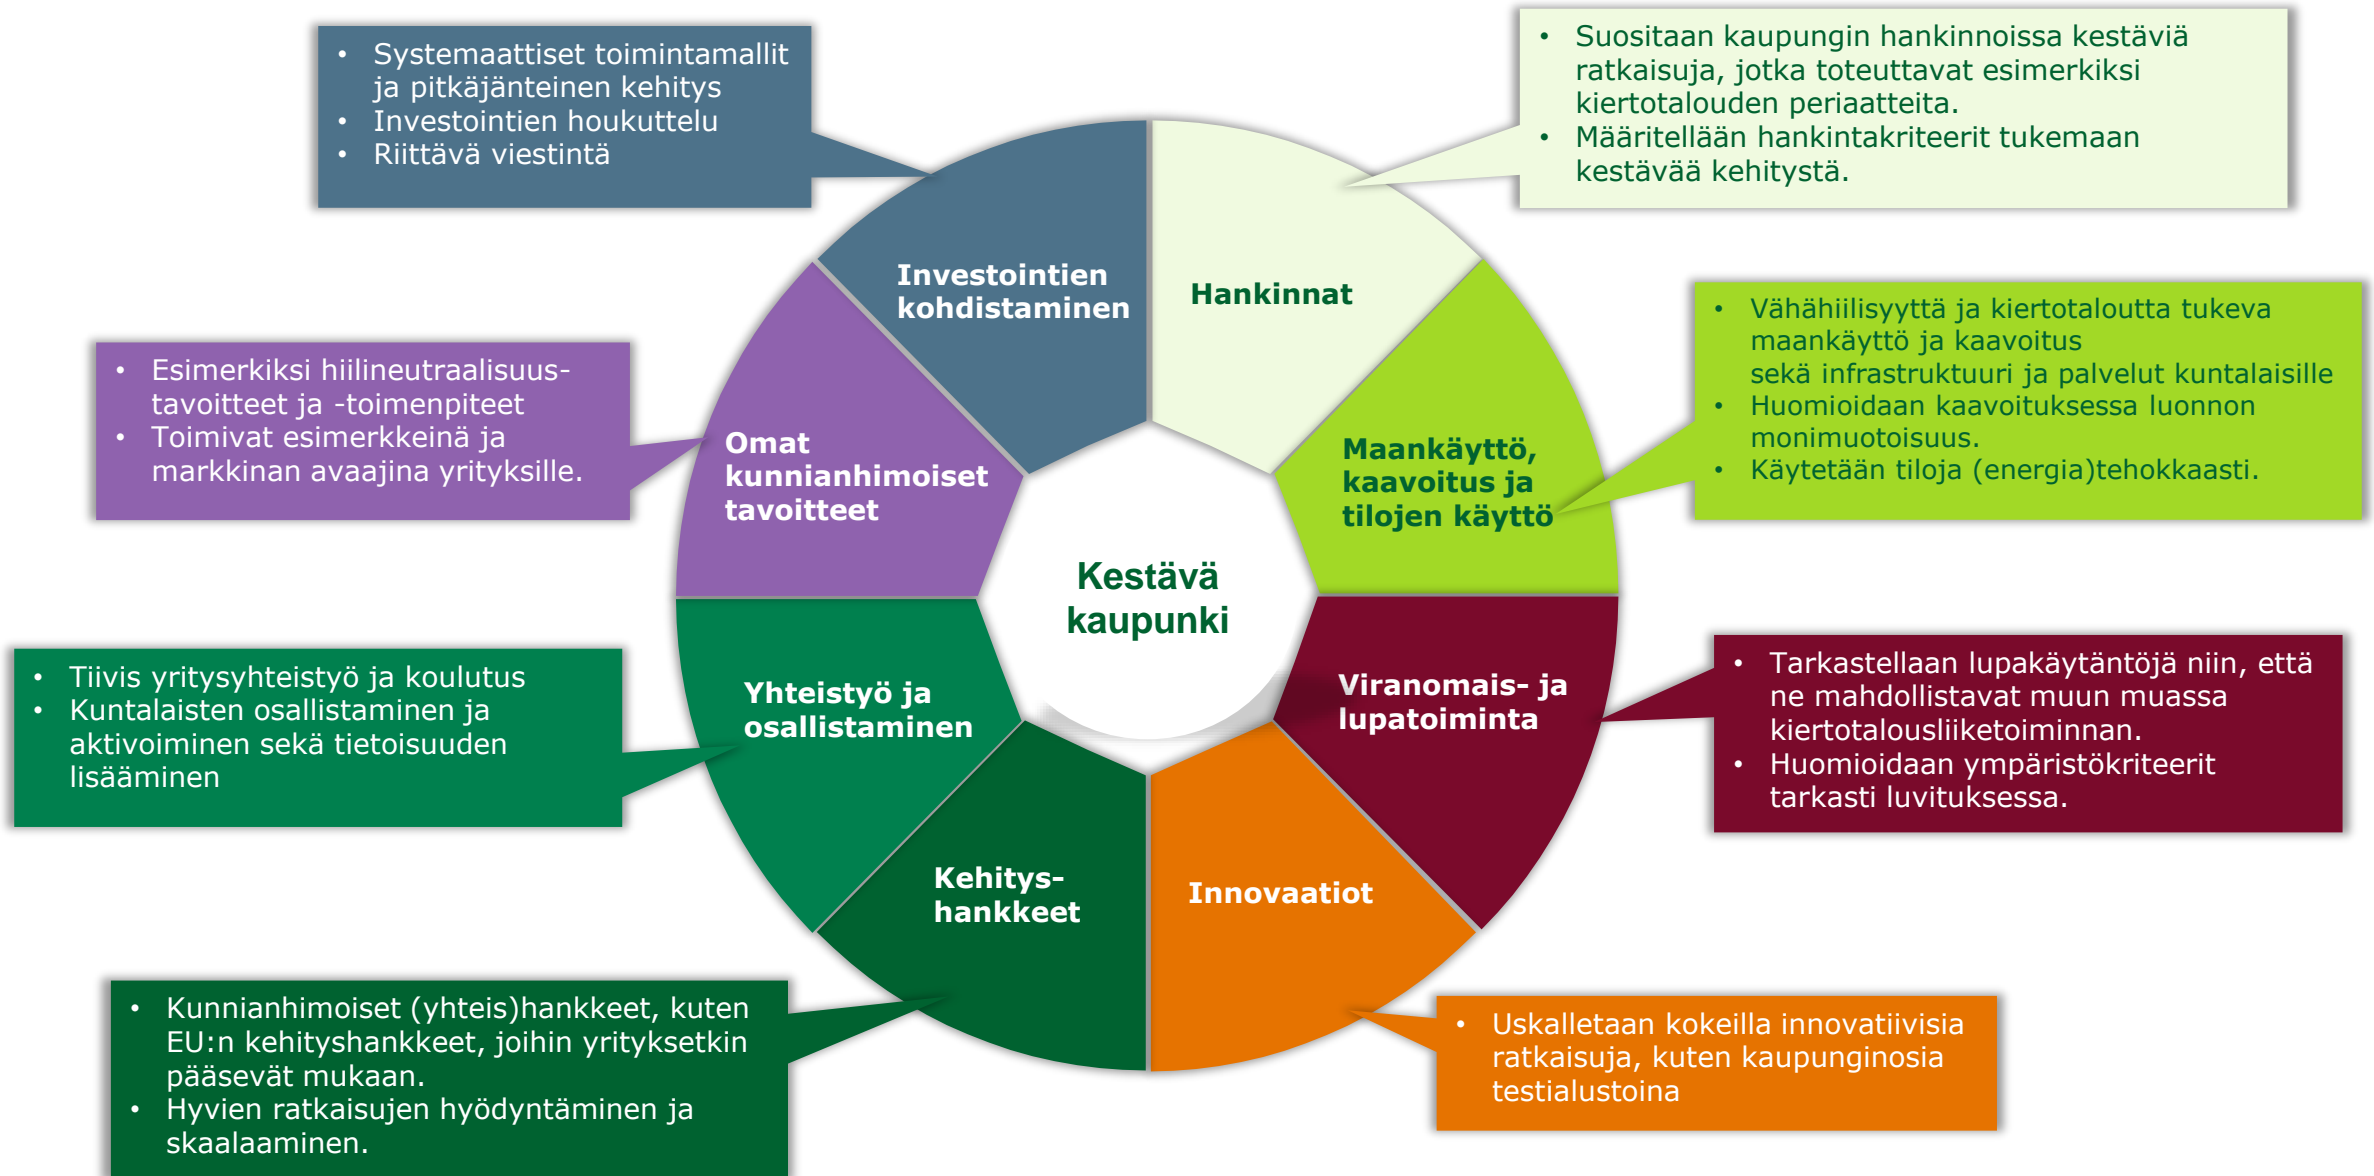 • Systemaattiset toimintamallit
ja pitkäjänteinen kehitys
• Investointien houkuttelu
• Riittävä viestintä
• Suositaan kaupungin hankinnoissa kestäviä
ratkaisuja, jotka toteuttavat esimerkiksi
kiertotalouden periaatteita.
• Määritellään hankintakriteerit tukemaan
kestävää kehitystä.
Investointien
kohdistaminen
Hankinnat
• Vähähiilisyyttä ja kiertotaloutta tukeva
maankäyttö ja kaavoitus
sekä infrastruktuuri ja palvelut kuntalaisille
• Huomioidaan kaavoituksessa luonnon
monimuotoisuus.
• Käytetään tiloja (energia)tehokkaasti.
• Esimerkiksi hiilineutraalisuus-
tavoitteet ja -toimenpiteet
• Toimivat esimerkkeinä ja
markkinan avaajina yrityksille.
Omat
kunnianhimoiset
tavoitteet
Maankäyttö,
kaavoitus ja
tilojen käyttö
Kestävä
kaupunki
• Tiivis yritysyhteistyö ja koulutus
• Kuntalaisten osallistaminen ja
aktivoiminen sekä tietoisuuden
lisääminen
Yhteistyö ja
osallistaminen
Viranomais- ja
lupatoiminta
• Tarkastellaan lupakäytäntöjä niin, että
ne mahdollistavat muun muassa
kiertotalousliiketoiminnan.
• Huomioidaan ympäristökriteerit
tarkasti luvituksessa.
Kehitys-
hankkeet
Innovaatiot
• Kunnianhimoiset (yhteis)hankkeet, kuten
EU:n kehityshankkeet, joihin yrityksetkin
pääsevät mukaan.
• Hyvien ratkaisujen hyödyntäminen ja
skaalaaminen.
• Uskalletaan kokeilla innovatiivisia
ratkaisuja, kuten kaupunginosia
testialustoina